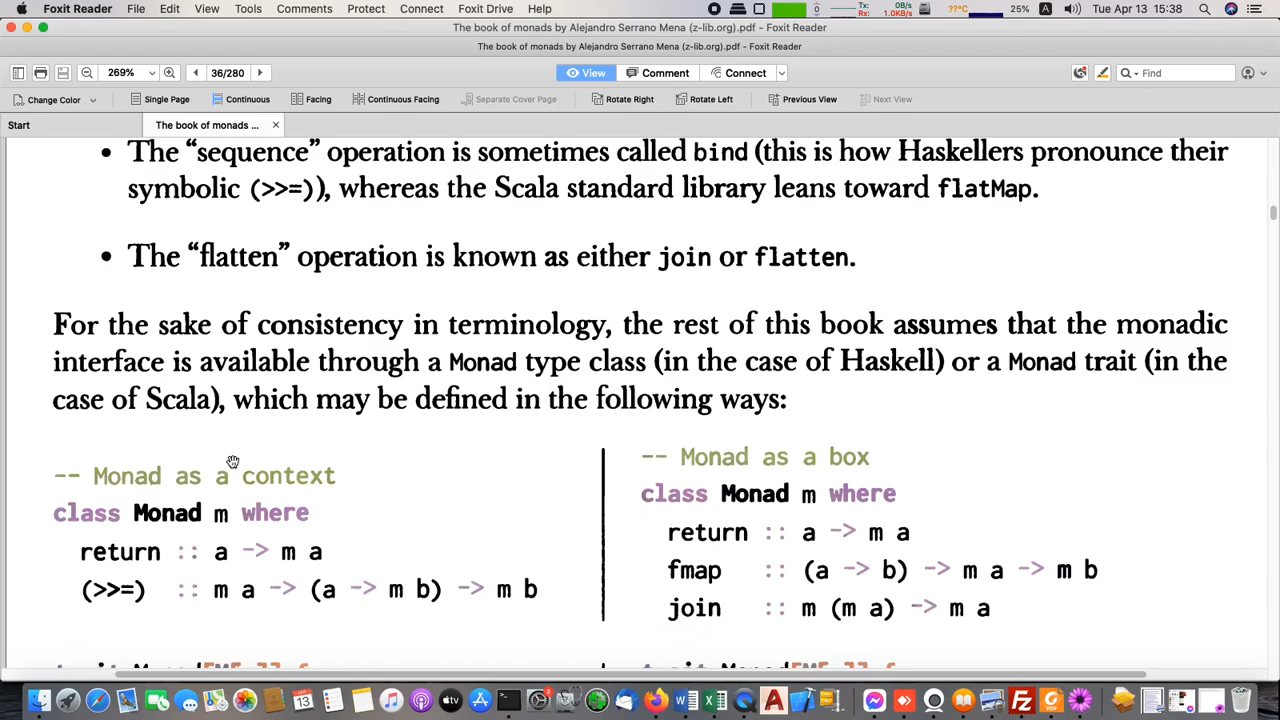 Foxit Reader File Edit View Tools Comments Protect Connect Foxit Drive Help Tx: 0B/s Rx: 1.0KB/s ??°C 25% A Tue Apr 13 15:38
The book of monads by Alejandro Serrano Mena (z-lib.org).pdf - Foxit Reader
The book of monads by Alejandro Serrano Mena (z-lib.org).pdf - Foxit Reader
269% 36/280 View Comment Connect Find
Change Color Single Page Continuous Facing Continuous Facing Separate Cover Page Rotate Right Rotate Left Previous View Next View
Start The book of monads ...
• The “sequence” operation is sometimes called bind (this is how Haskellers pronounce their
symbolic (>>=)), whereas the Scala standard library leans toward flatMap.
• The “flatten” operation is known as either join or flatten.
For the sake of consistency in terminology, the rest of this book assumes that the monadic
interface is available through a Monad type class (in the case of Haskell) or a Monad trait (in the
case of Scala), which may be defined in the following ways:
-- Monad as a context
class Monad m where
return :: a -> m a
(>>=) :: m a -> (a -> m b) -> m b
-- Monad as a box
class Monad m where
return :: a -> m a
fmap :: (a -> b) -> m a -> m b
join :: m (m a) -> m a